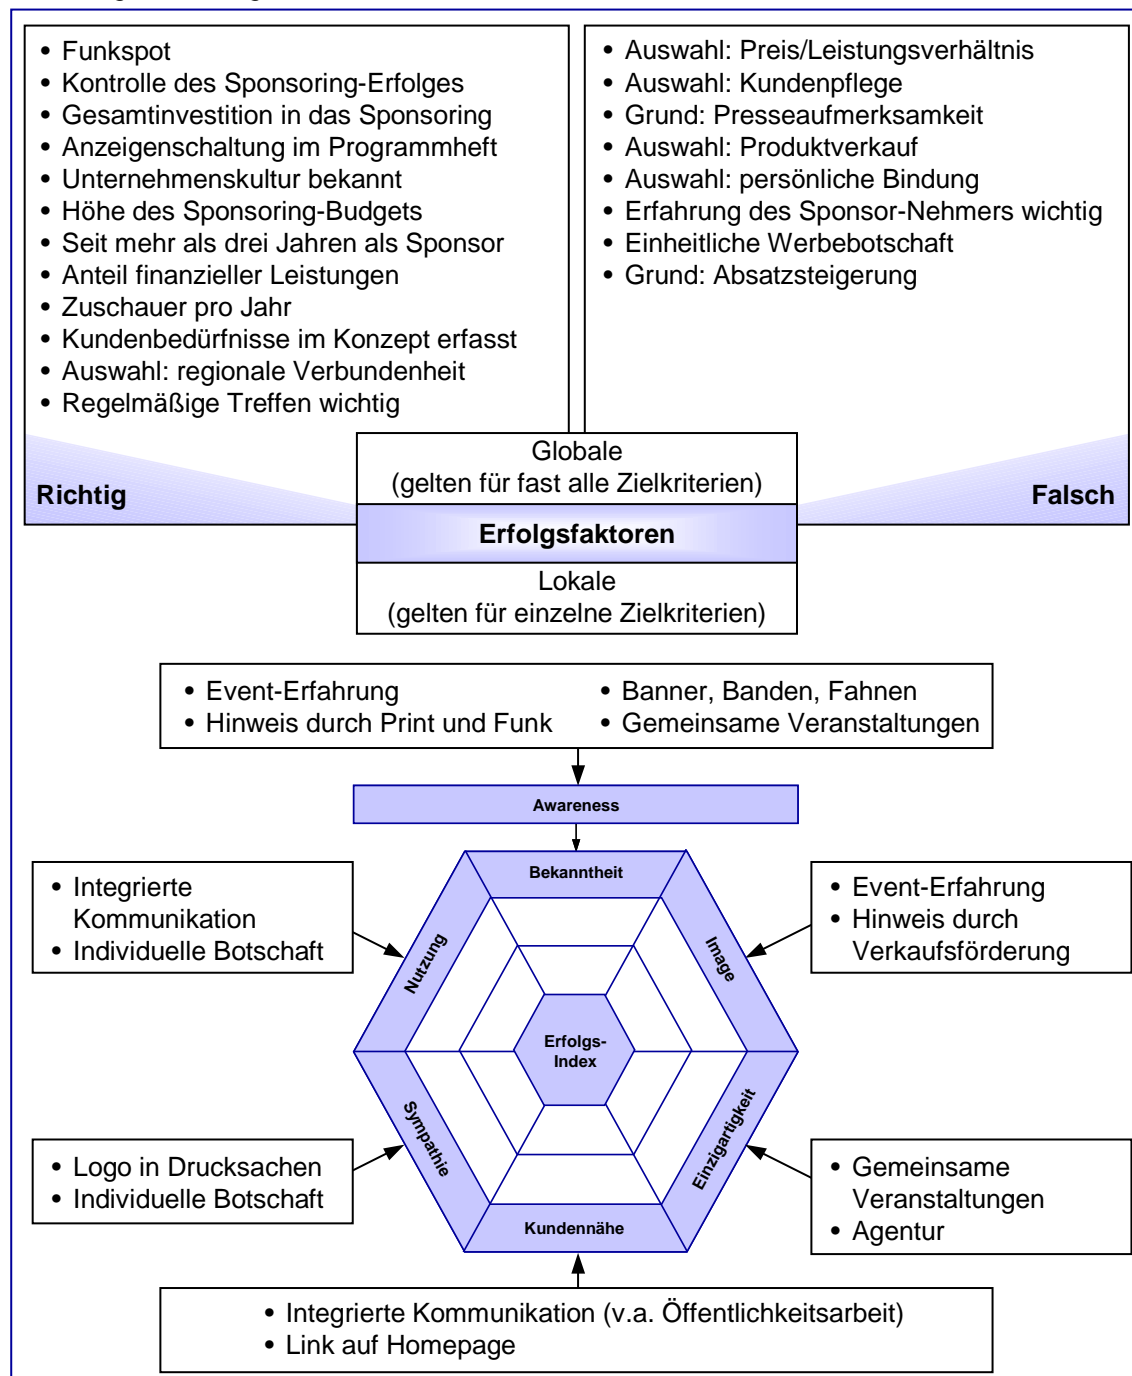 • Funkspot
• Kontrolle des Sponsoring-Erfolges
• Gesamtinvestition in das Sponsoring
• Anzeigenschaltung im Programmheft
• Unternehmenskultur bekannt
• Höhe des Sponsoring-Budgets
• Seit mehr als drei Jahren als Sponsor
• Anteil finanzieller Leistungen
• Zuschauer pro Jahr
• Kundenbedürfnisse im Konzept erfasst
• Auswahl: regionale Verbundenheit
• Regelmäßige Treffen wichtig
Richtig
• Auswahl: Preis/Leistungsverhältnis
• Auswahl: Kundenpflege
• Grund: Presseaufmerksamkeit
• Auswahl: Produktverkauf
• Auswahl: persönliche Bindung
• Erfahrung des Sponsor-Nehmers wichtig
• Einheitliche Werbebotschaft
• Grund: Absatzsteigerung
Falsch
Globale
(gelten für fast alle Zielkriterien)
Erfolgsfaktoren
Lokale
(gelten für einzelne Zielkriterien)
• Event-Erfahrung
• Hinweis durch Print und Funk
• Banner, Banden, Fahnen
• Gemeinsame Veranstaltungen
Awareness
Bekanntheit
• Integrierte
Kommunikation
• Individuelle Botschaft
Nutzung
Image
• Event-Erfahrung
• Hinweis durch
Verkaufsförderung
Erfolgs-
Index
• Logo in Drucksachen
• Individuelle Botschaft
Sympathie
Einzigartigkeit
• Gemeinsame
Veranstaltungen
• Agentur
Kundennähe
• Integrierte Kommunikation (v.a. Öffentlichkeitsarbeit)
• Link auf Homepage